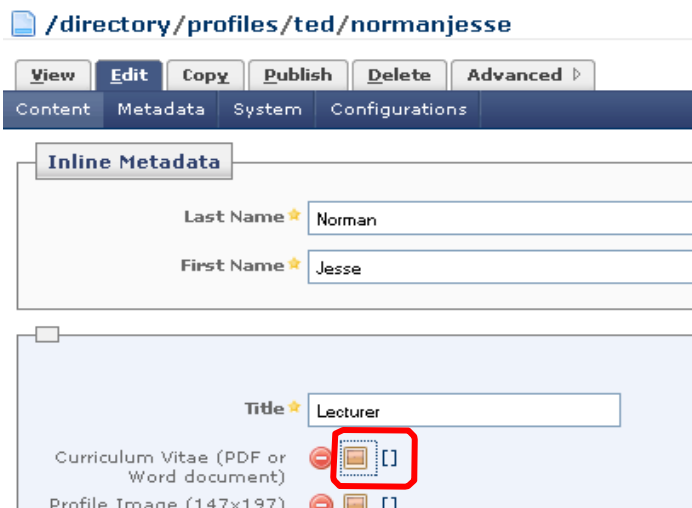 /directory/profiles/ted/normanjesse
View Edit Copy Publish Delete Advanced
Content Metadata System Configurations
Inline Metadata
Last Name Norman
First Name Jesse
Title Lecturer
Curriculum Vitae (PDF or
Word document) []
Profile Image (147x197) []